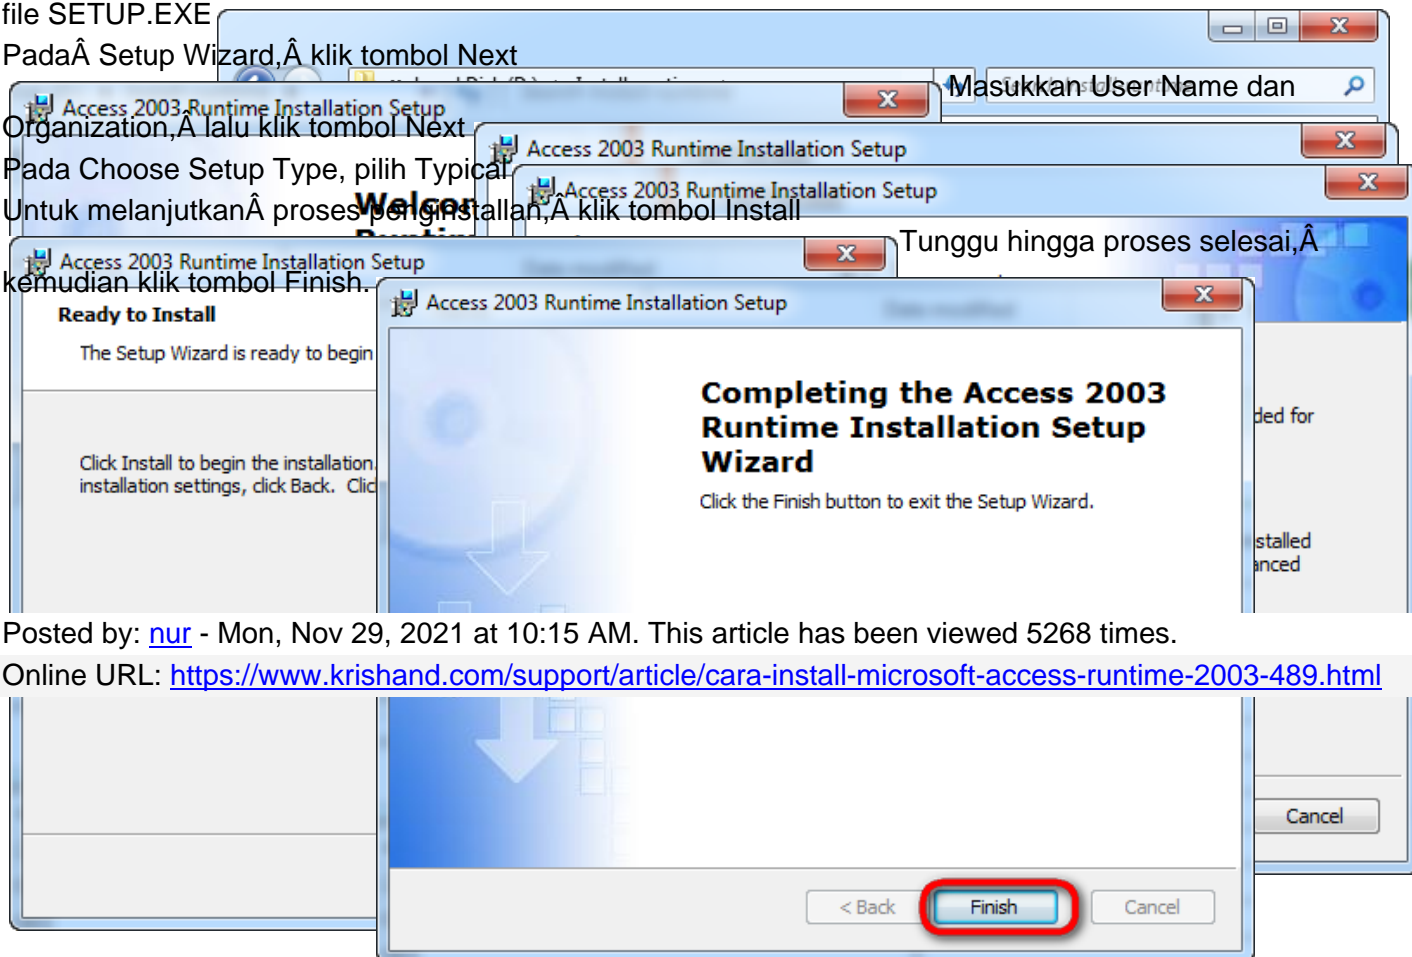 file SETUP.EXE
PadaÂ Setup Wizard,Â klik tombol Next
Masukkan User Name dan
Organization,Â lalu klik tombol Next
Pada Choose Setup Type, pilih Typical
Untuk melanjutkanÂ proses penginstallan,Â klik tombol Install
Tunggu hingga proses selesai,Â
kemudian klik tombol Finish.
Access 2003 Runtime Installation Setup
Access 2003 Runtime Installation Setup
Access 2003 Runtime Installation Setup
Access 2003 Runtime Installation Setup
Ready to Install
The Setup Wizard is ready to begin
Click Install to begin the installation.
installation settings, click Back.
Access 2003 Runtime Installation Setup
Completing the Access 2003
Runtime Installation Setup
Wizard
Click the Finish button to exit the Setup Wizard.
ded for
stalled
anced
Posted by: nur - Mon, Nov 29, 2021 at 10:15 AM. This article has been viewed 5268 times.
Online URL: https://www.krishand.com/support/article/cara-install-microsoft-access-runtime-2003-489.html
Cancel
< Back
Finish
Cancel